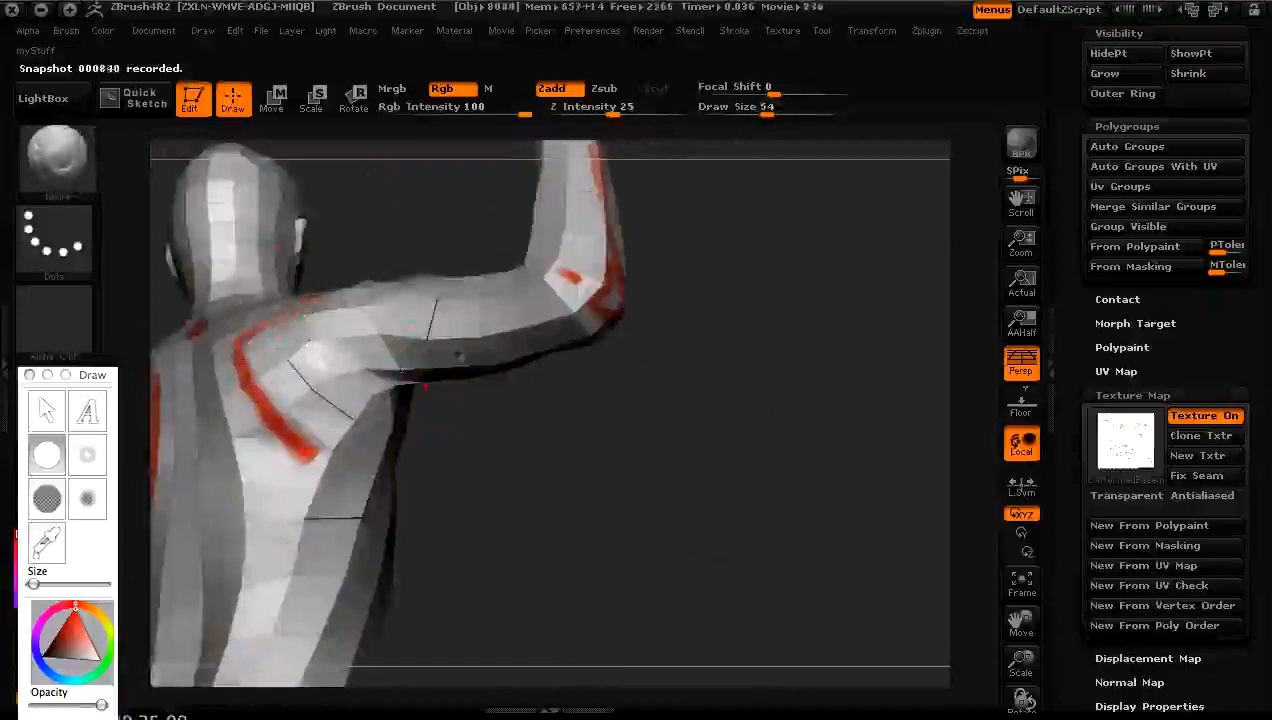 ZBrush4R2 [ZXLN-WMVE-ADGJ-MIIQB] ZBrush Document
Menus DefaultZScript
Alpha Brush Color Document Draw Edit File Layer Light Macro Marker Material Movie Picker Preferences Render Stencil Stroke Texture Tool Transform Zplugin Zscript
myStuff
Snapshot 000840 recorded.
LightBox
Quick Sketch
Edit
Draw
Move
Scale
Rotate
Mrgb Rgb M
Rgb Intensity 100
Zadd Zsub
Z Intensity 25
Focal Shift 0
Draw Size 54
Move
Dots
Draw
A
Size
Opacity
BPR
SPix
Scroll
Zoom
Actual
AAHalf
Persp
Floor
Local
L.Sym
XYZ
Frame
Move
Scale
Visibility
HidePt ShowPt
Grow Shrink
Outer Ring
Polygroups
Auto Groups
Auto Groups With UV
Uv Groups
Merge Similar Groups
Group Visible
From Polypaint PToler
From Masking MToler
Contact
Morph Target
Polypaint
UV Map
Texture Map
Texture On
Clone Txtr
New Txtr
Fix Seam
Transparent Antialiased
New From Polypaint
New From Masking
New From UV Map
New From UV Check
New From Vertex Order
New From Poly Order
Displacement Map
Normal Map
Display Properties